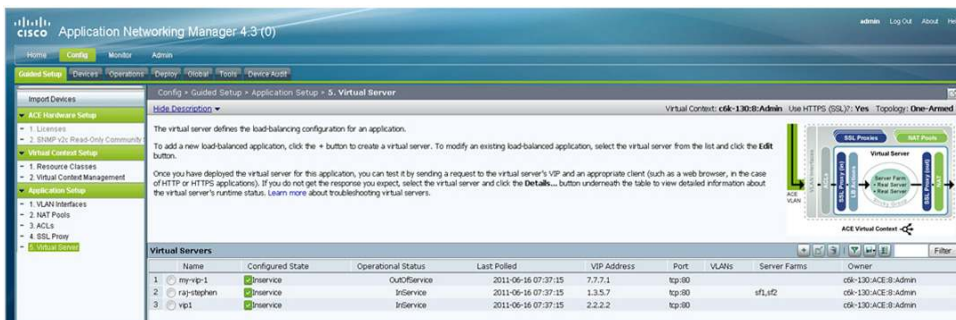 CISCO Application Networking Manager 4.3 (0)
admin Log Out About
Home Config Monitor Admin
Guided Setup Devices Operations Deploy Global Tools Device Audit
Import Devices
ACE Hardware Setup
1. Licenses
2. SNMP v2c Read-Only Community
Virtual Context Setup
1. Resource Classes
2. Virtual Context Management
Application Setup
1. VLAN Interfaces
2. NAT Pools
3. ACLs
4. SSL Proxy
5. Virtual Server
Config > Guided Setup > Application Setup > 5. Virtual Server
Hide Description
Virtual Context: c6k-130:8:Admin Use HTTPS (SSL)?: Yes Topology: One-Armed
The virtual server defines the load-balancing configuration for an application.
To add a new load-balanced application, click the + button to create a virtual server. To modify an existing load-balanced application, select the virtual server from the list and click the Edit
button.
Once you have deployed the virtual server for this application, you can test it by sending a request to the virtual server's VIP and an appropriate client (such as a web browser, in the case
of HTTP or HTTPS applications). If you do not get the response you expect, select the virtual server and click the Details... button underneath the table to view detailed information about
the virtual server's runtime status. Learn more about troubleshooting virtual servers.
SSL Proxies NAT Pools
Virtual Server
ACLs
SSL Proxy (in)
Server Farm
• Real Server
• Real Server
SSL Proxy (out)
NAT
ACE
VLAN
ACE Virtual Context
Virtual Servers
Filter
Name Configured State Operational Status Last Polled VIP Address Port VLANs Server Farms Owner
1 my-vip-1 Inservice OutOfService 2011-06-16 07:37:15 7.7.7.1 tcp:80 c6k-130:ACE:8:Admin
2 raj-stephen Inservice InService 2011-06-16 07:37:15 1.3.5.7 tcp:80 sf1,sf2 c6k-130:ACE:8:Admin
3 vip1 Inservice InService 2011-06-16 07:37:15 2.2.2.2 tcp:80 c6k-130:ACE:8:Admin